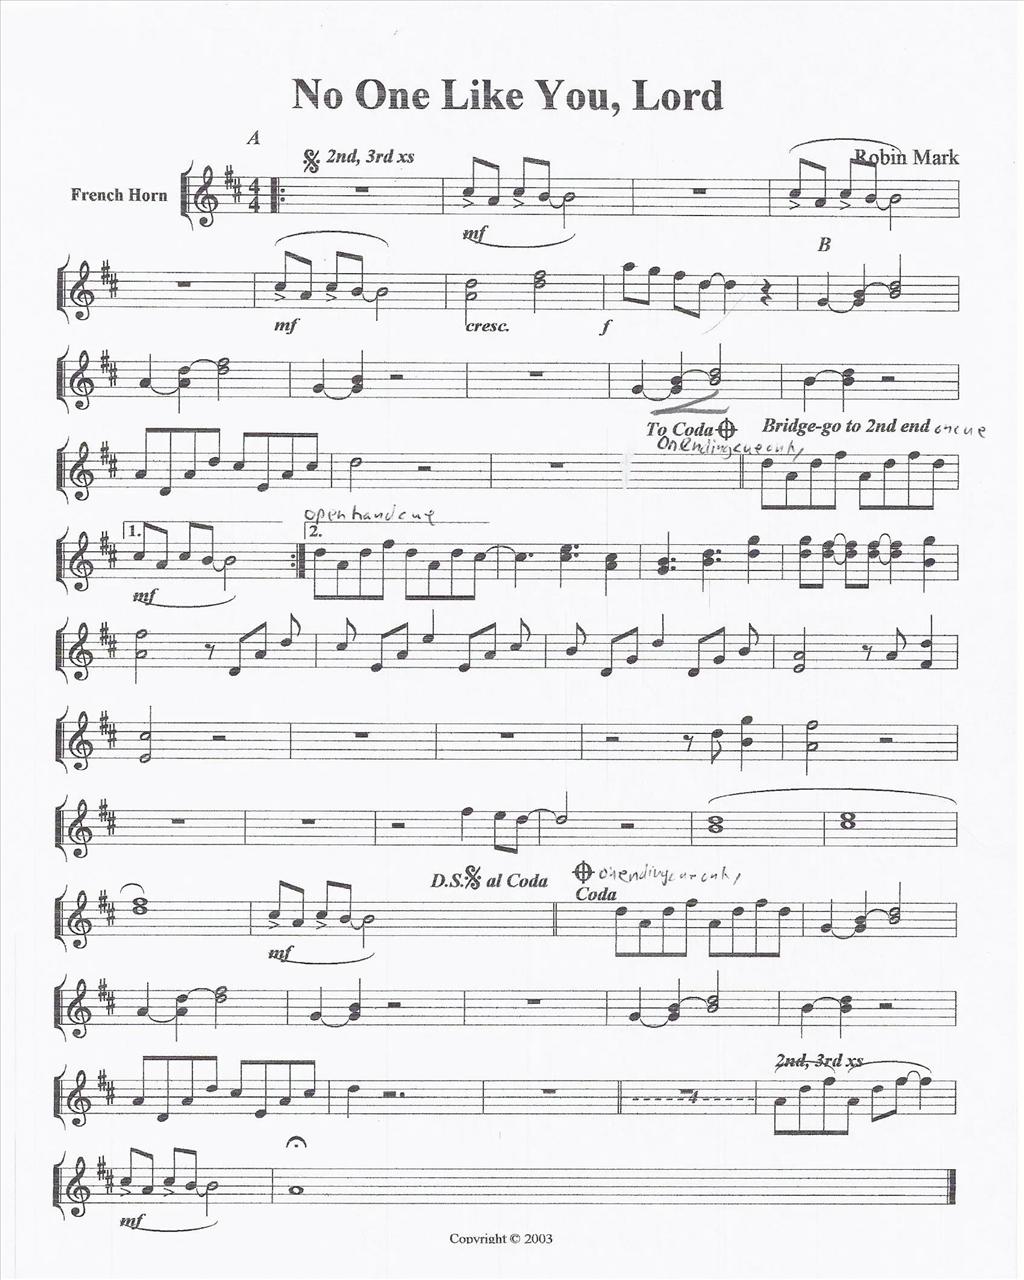 No One Like You, Lord
A
2nd, 3rd xs
Robin Mark
French Horn
4
4
mf
B
mf
cresc.
f
To Coda
Bridge-go to 2nd end on cue
On ending cue only
open hand cue
1.
2.
mf
D.S. al Coda
on ending cue only
Coda
mf
2nd, 3rd xs
4
mf
Copyright © 2003